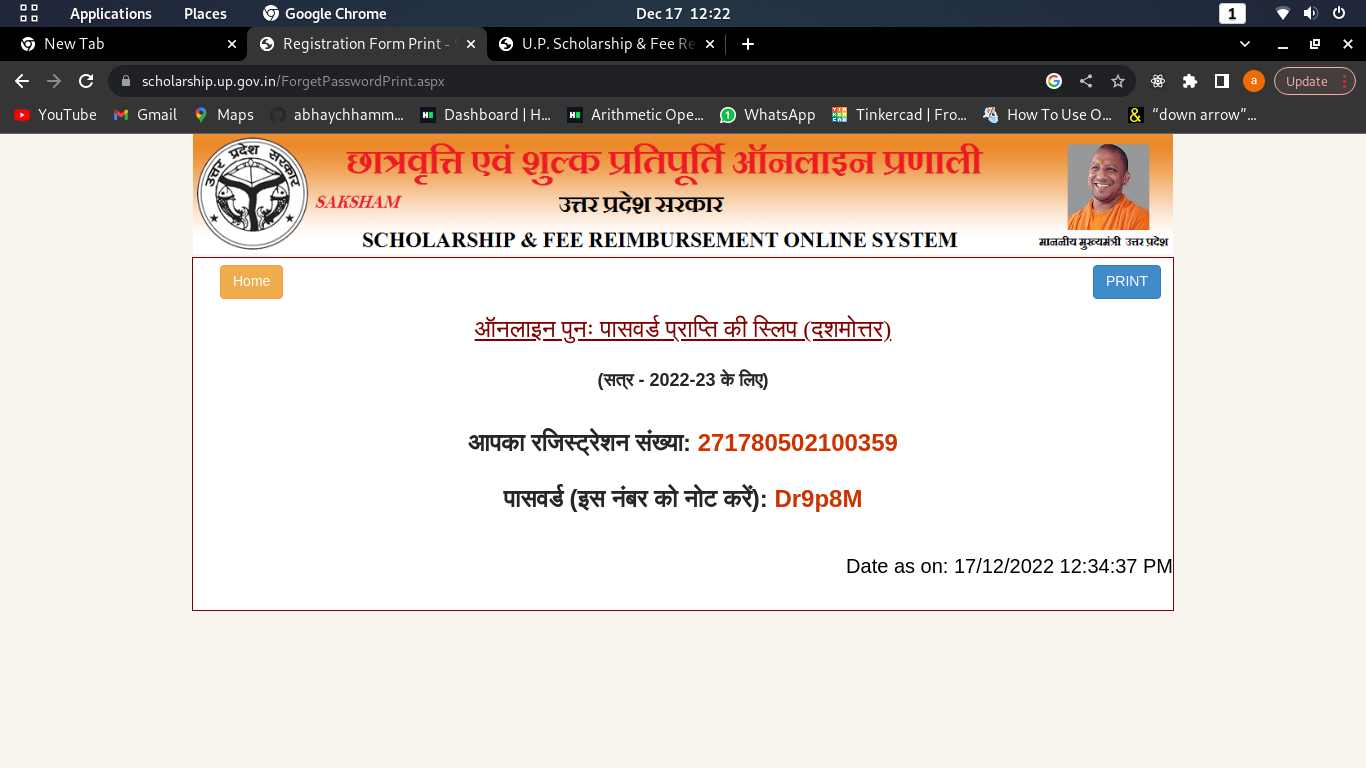 Applications Places Google Chrome Dec 17 12:22 1
New Tab Registration Form Print - U.P. Scholarship & Fee Re
scholarship.up.gov.in/ForgetPasswordPrint.aspx a Update
YouTube Gmail Maps abhaychhamm... Dashboard | H... Arithmetic Ope... 1 WhatsApp Tinkercad | Fro... How To Use O... & “down arrow”...
उत्तर प्रदेश सरकार
छात्रवृत्ति एवं शुल्क प्रतिपूर्ति ऑनलाइन प्रणाली
SAKSHAM
उत्तर प्रदेश सरकार
SCHOLARSHIP & FEE REIMBURSEMENT ONLINE SYSTEM
माननीय मुख्यमंत्री उत्तर प्रदेश
Home PRINT
ऑनलाइन पुनः पासवर्ड प्राप्ति की स्लिप (दशमोत्तर)
(सत्र - 2022-23 के लिए)
आपका रजिस्ट्रेशन संख्या: 271780502100359
पासवर्ड (इस नंबर को नोट करें): Dr9p8M
Date as on: 17/12/2022 12:34:37 PM